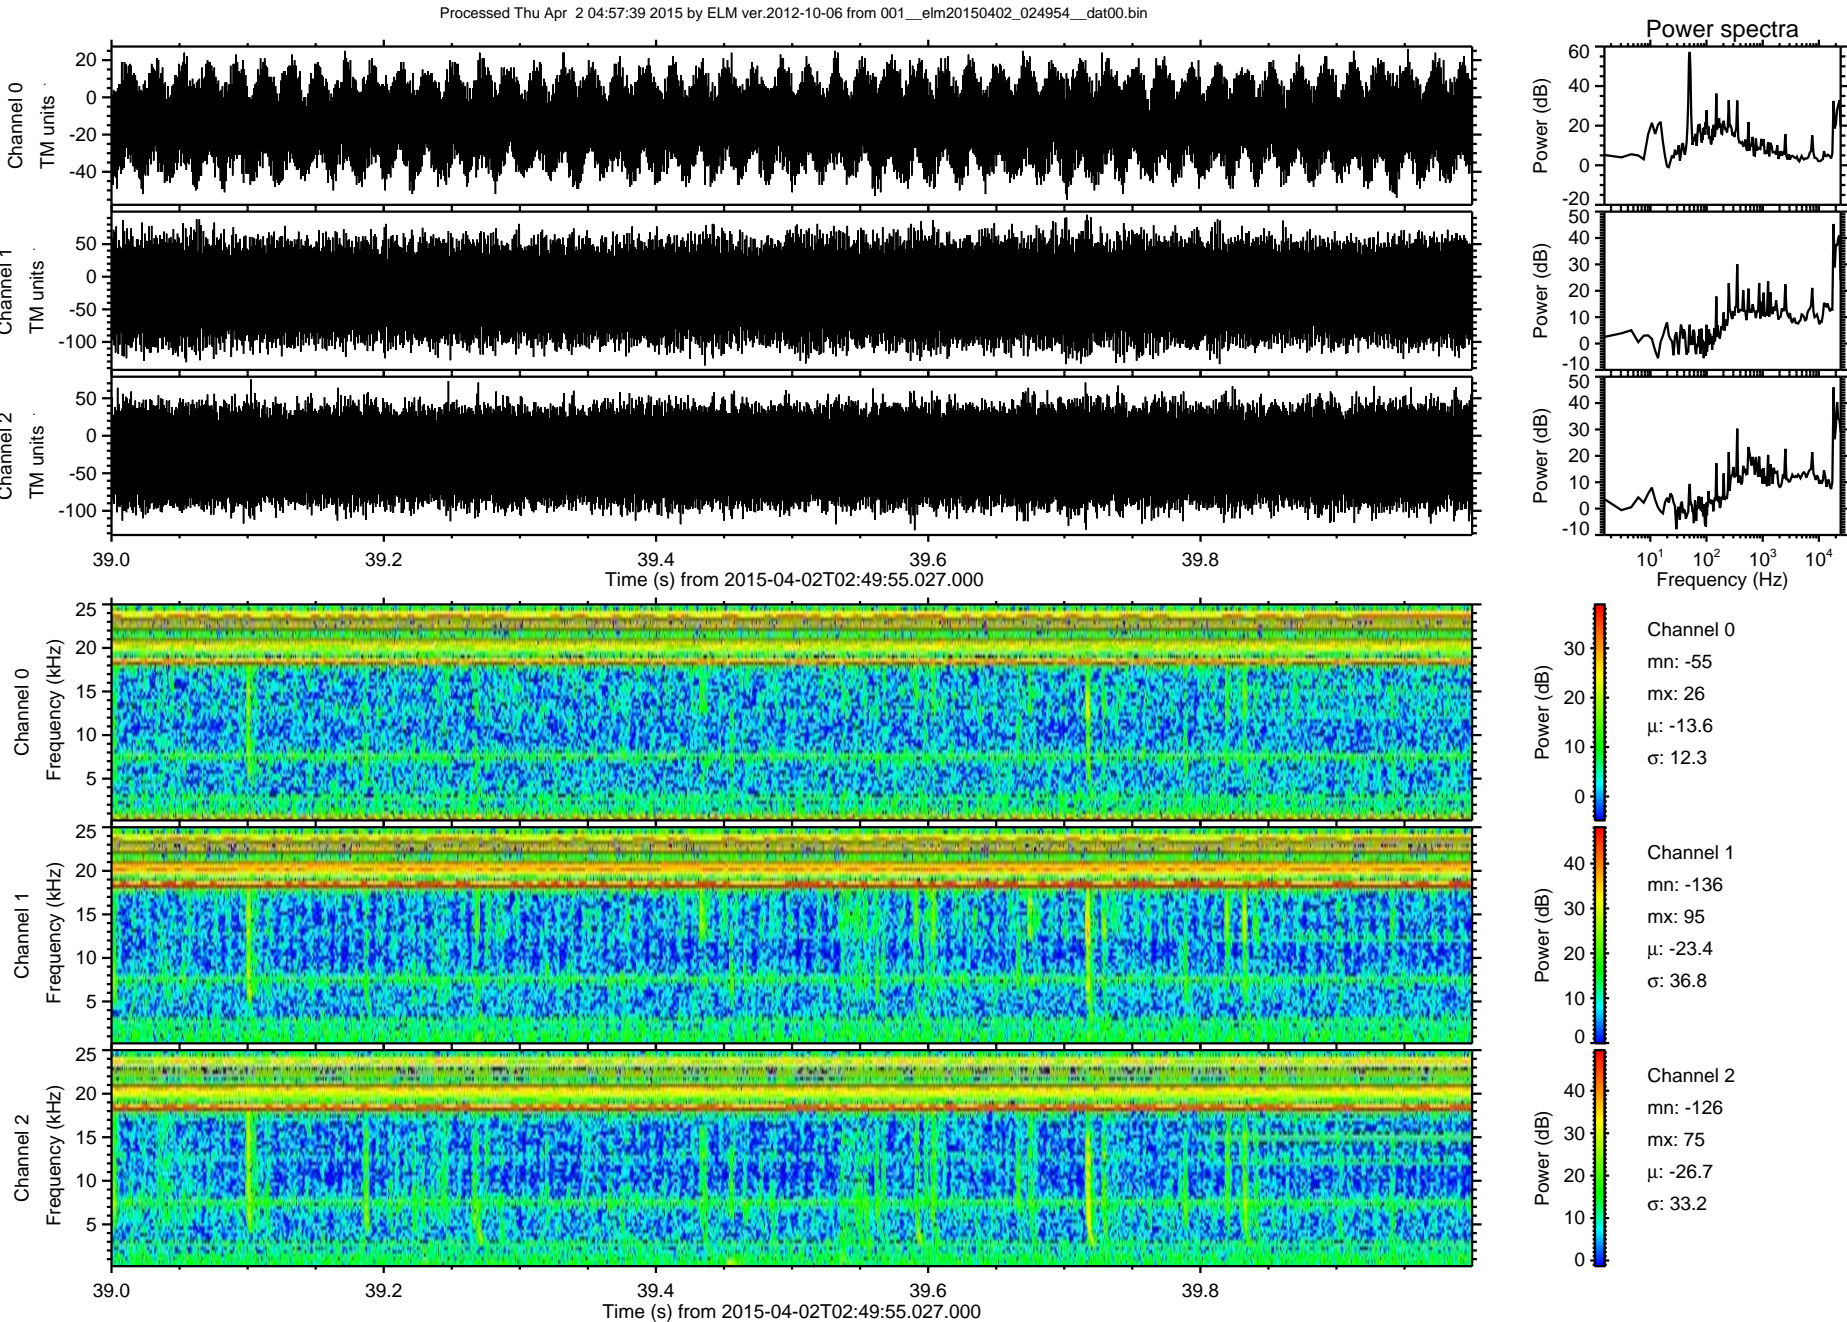 Processed Thu Apr  2 04:57:39 2015 by ELM ver.2012-10-06 from 001__elm20150402_024954__dat00.bin
Power spectra
Channel 0
TM units
20
0
-20
-40
Power (dB)
60
40
20
0
-20
Channel 1
TM units
50
0
-50
-100
Power (dB)
50
40
30
20
10
0
-10
Channel 2
TM units
50
0
-50
-100
Power (dB)
50
40
30
20
10
0
-10
39.0 39.2 39.4 39.6 39.8
Time (s) from 2015-04-02T02:49:55.027.000
10^1 10^2 10^3 10^4
Frequency (Hz)
Channel 0
Frequency (kHz)
25
20
15
10
5
Power (dB)
30
20
10
0
Channel 0
mn: -55
mx: 26
µ: -13.6
σ: 12.3
Channel 1
Frequency (kHz)
25
20
15
10
5
Power (dB)
40
30
20
10
0
Channel 1
mn: -136
mx: 95
µ: -23.4
σ: 36.8
Channel 2
Frequency (kHz)
25
20
15
10
5
Power (dB)
40
30
20
10
0
Channel 2
mn: -126
mx: 75
µ: -26.7
σ: 33.2
39.0 39.2 39.4 39.6 39.8
Time (s) from 2015-04-02T02:49:55.027.000